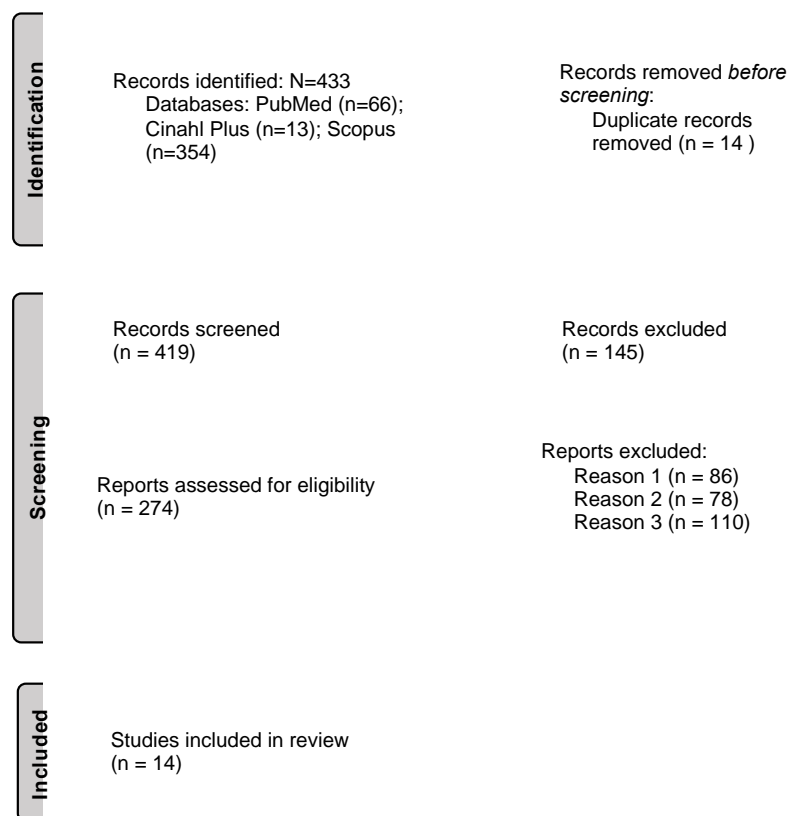 Identification
Records identified: N=433
Databases: PubMed (n=66);
Cinahl Plus (n=13); Scopus
(n=354)
Records removed before
screening:
Duplicate records
removed (n = 14 )
Screening
Records screened
(n = 419)
Records excluded
(n = 145)
Reports assessed for eligibility
(n = 274)
Reports excluded:
Reason 1 (n = 86)
Reason 2 (n = 78)
Reason 3 (n = 110)
Included
Studies included in review
(n = 14)